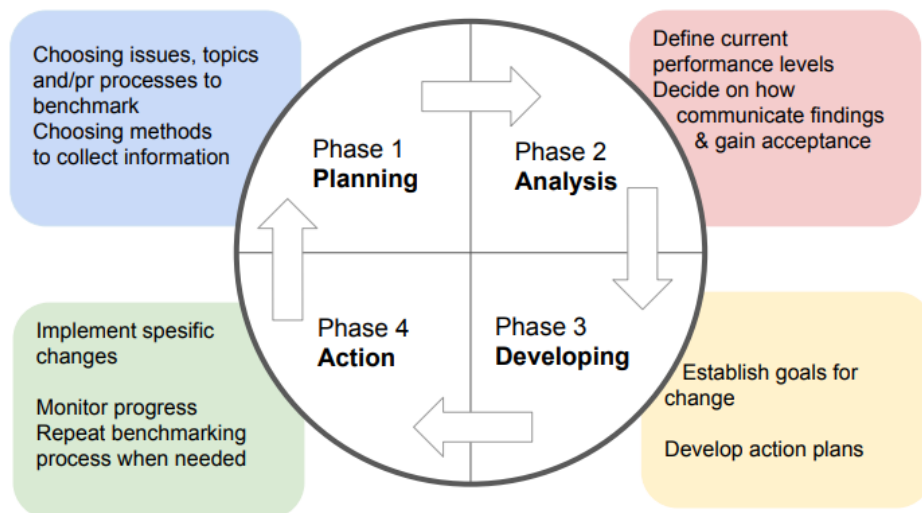 Choosing issues, topics
and/pr processes to
benchmark
Choosing methods
to collect information
Define current
performance levels
Decide on how
communicate findings
& gain acceptance
Phase 1
Planning
Phase 2
Analysis
Phase 4
Action
Phase 3
Developing
Implement spesific
changes
Monitor progress
Repeat benchmarking
process when needed
Establish goals for
change
Develop action plans